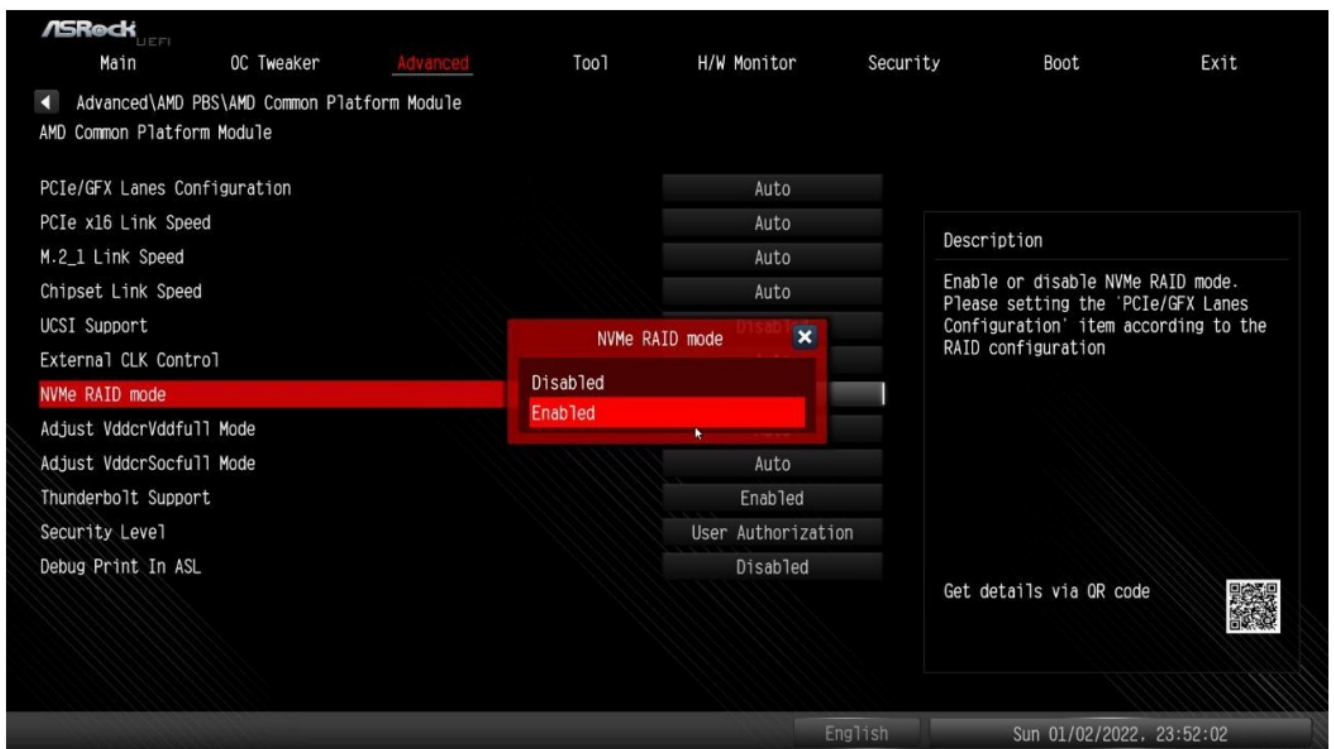 ASRock
UEFI
Main OC Tweaker Advanced Tool H/W Monitor Security Boot Exit
Advanced\AMD PBS\AMD Common Platform Module
AMD Common Platform Module
PCIe/GFX Lanes Configuration Auto
PCIe x16 Link Speed Auto
M.2_1 Link Speed Auto
Chipset Link Speed Auto
UCSI Support Disabled
External CLK Control
NVMe RAID mode
Adjust VddcrVddfull Mode
Adjust VddcrSocfull Mode Auto
Thunderbolt Support Enabled
Security Level User Authorization
Debug Print In ASL Disabled
NVMe RAID mode
Disabled
Enabled
Description
Enable or disable NVMe RAID mode.
Please setting the 'PCIe/GFX Lanes
Configuration' item according to the
RAID configuration
Get details via QR code
English Sun 01/02/2022, 23:52:02